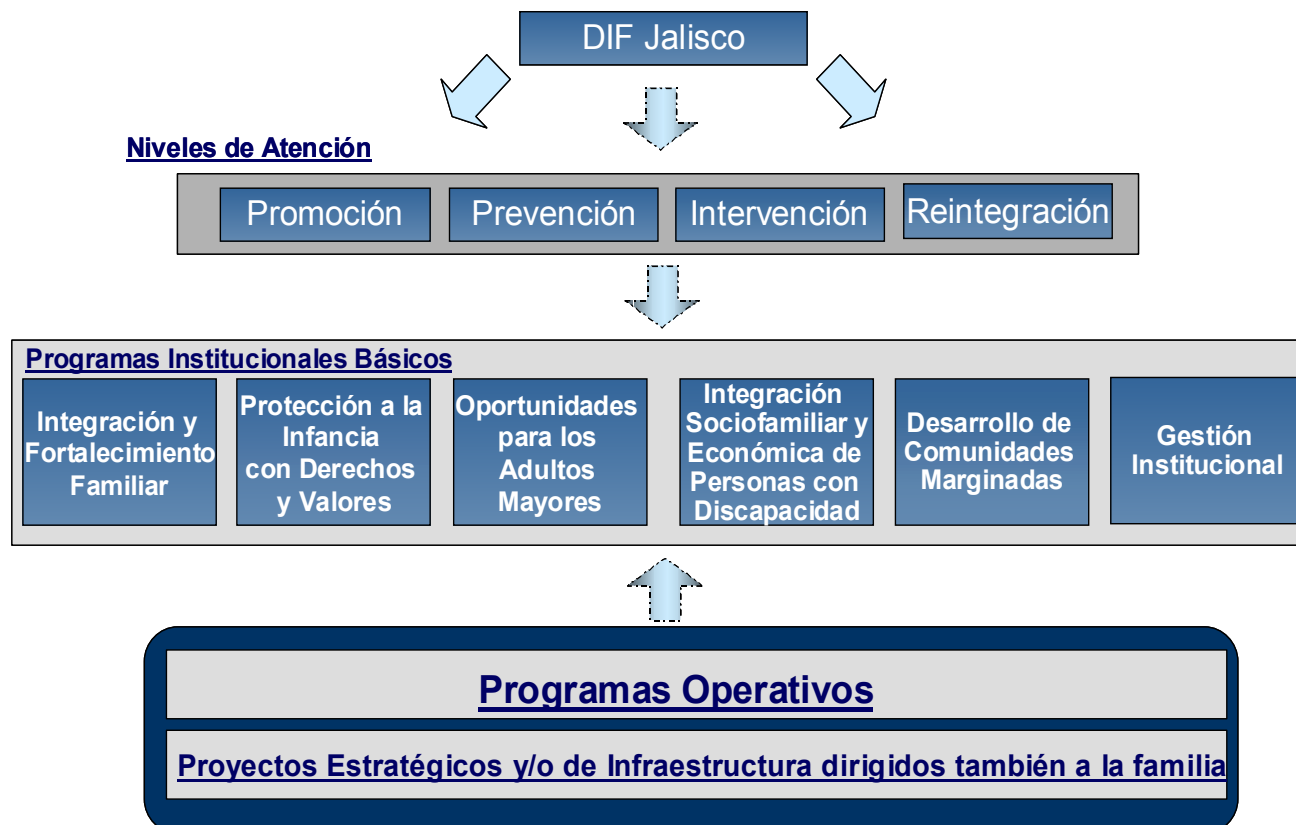 DIF Jalisco
Niveles de Atención
Promoción
Prevención
Intervención
Reintegración
Programas Institucionales Básicos
Integración y
Fortalecimiento
Familiar
Protección a la
Infancia
con Derechos
y Valores
Oportunidades
para los
Adultos
Mayores
Integración
Sociofamiliar y
Económica de
Personas con
Discapacidad
Desarrollo de
Comunidades
Marginadas
Gestión
Institucional
Programas Operativos
Proyectos Estratégicos y/o de Infraestructura dirigidos también a la familia